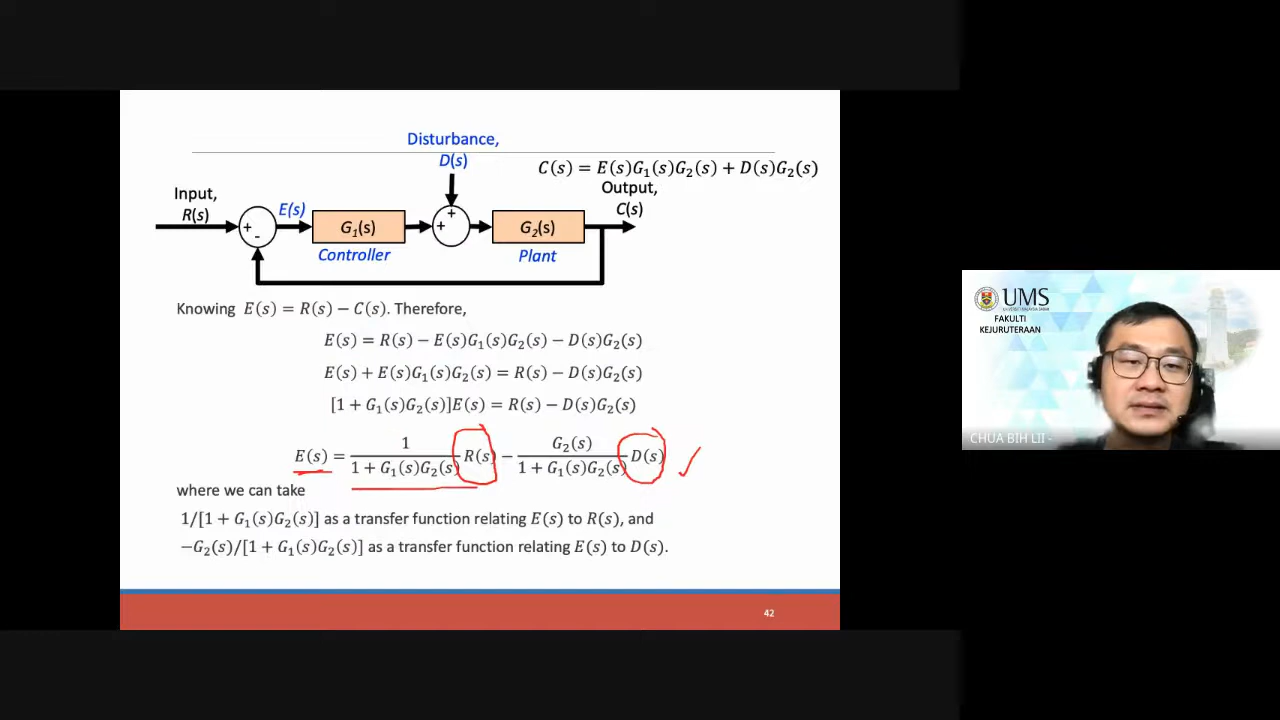 Disturbance,
D(s)
C(s) = E(s)G₁(s)G₂(s) + D(s)G₂(s)
Input,
R(s)
Output,
C(s)
E(s)
+
-
G₁(s)
+
+
G₂(s)
Controller
Plant
Knowing E(s) = R(s) − C(s). Therefore,
E(s) = R(s) − E(s)G₁(s)G₂(s) − D(s)G₂(s)
E(s) + E(s)G₁(s)G₂(s) = R(s) − D(s)G₂(s)
[1 + G₁(s)G₂(s)]E(s) = R(s) − D(s)G₂(s)
E(s) = 1 / 1 + G₁(s)G₂(s) R(s) − G₂(s) / 1 + G₁(s)G₂(s) D(s)
where we can take
1/[1 + G₁(s)G₂(s)] as a transfer function relating E(s) to R(s), and
−G₂(s)/[1 + G₁(s)G₂(s)] as a transfer function relating E(s) to D(s).
42
UMS
FAKULTI
KEJURUTERAAN
CHUA BIH LII -